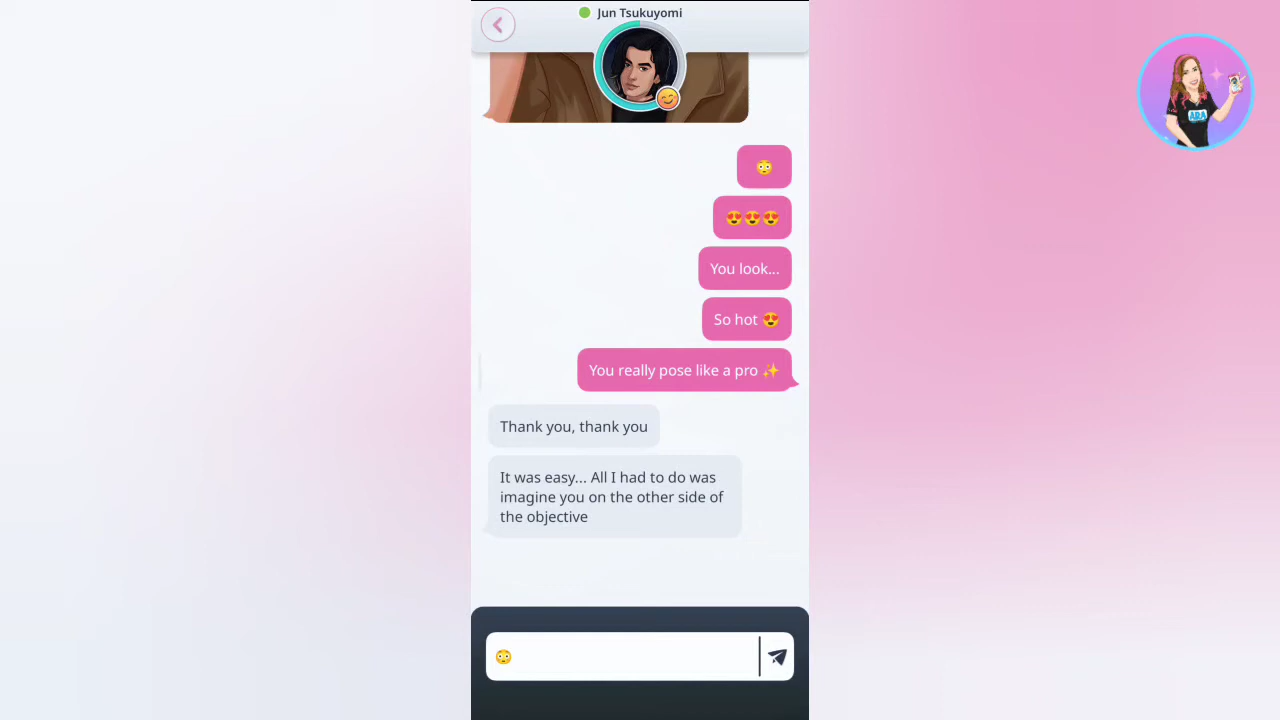 Jun Tsukuyomi
😳
😍😍😍
You look...
So hot 😍
You really pose like a pro ✨
Thank you, thank you
It was easy... All I had to do was
imagine you on the other side of
the objective
😳